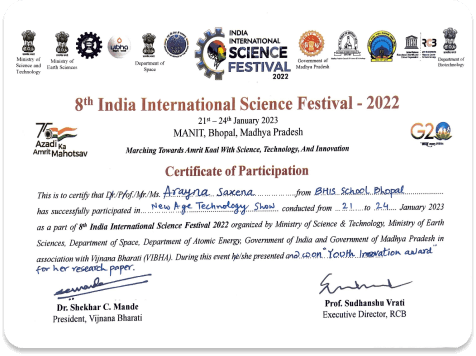 INDIA
INTERNATIONAL
SCIENCE
FESTIVAL
2022
Ministry of
Science and
Technology
Ministry of
Earth Sciences
vibha
Department of
Space
Government of
Madhya Pradesh
RCB
Department of
Biotechnology
8th India International Science Festival - 2022
21st – 24th January 2023
MANIT, Bhopal, Madhya Pradesh
75
Azadi Ka
Amrit Mahotsav
G20
Marching Towards Amrit Kaal With Science, Technology, And Innovation
Certificate of Participation
This is to certify that Dr./Prof./Mr./Ms. Arayna Saxena from BHIS School Bhopal
has successfully participated in New Age Technology Show conducted from 21 to 24 January 2023
as a part of 8th India International Science Festival 2022 organized by Ministry of Science & Technology, Ministry of Earth
Sciences, Department of Space, Department of Atomic Energy, Government of India and Government of Madhya Pradesh in
association with Vijnana Bharati (VIBHA). During this event he/she presented and won "Youth Innovation award"
for her research paper.
Dr. Shekhar C. Mande
President, Vijnana Bharati
Prof. Sudhanshu Vrati
Executive Director, RCB